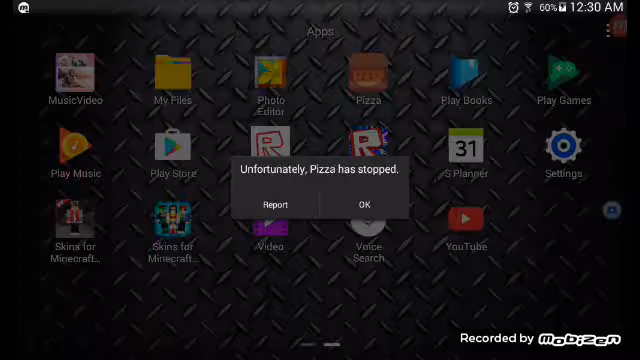 12:30 AM
60%
Apps
MusicVideo
My Files
Photo
Editor
Pizza
Play Books
Play Games
Play Music
Play Store
31
S Planner
Settings
Unfortunately, Pizza has stopped.
Report
OK
Skins for
Minecraft...
Skins for
Minecraft...
Video
Voice
Search
YouTube
Recorded by Mobizen